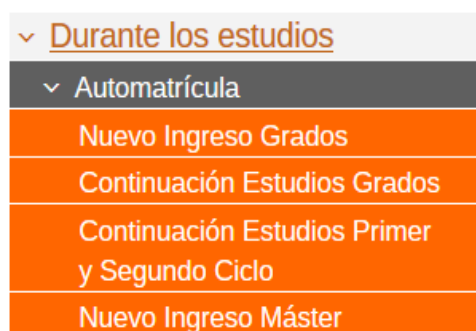 Durante los estudios
Automatrícula
Nuevo Ingreso Grados
Continuación Estudios Grados
Continuación Estudios Primer
y Segundo Ciclo
Nuevo Ingreso Máster